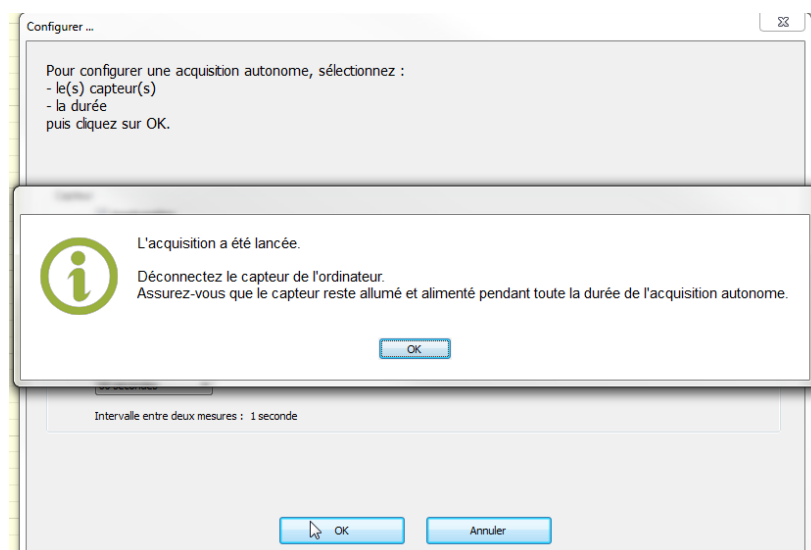 Configurer ...
Pour configurer une acquisition autonome, sélectionnez :
- le(s) capteur(s)
- la durée
puis cliquez sur OK.
Capteur
L'acquisition a été lancée.
Déconnectez le capteur de l'ordinateur.
Assurez-vous que le capteur reste allumé et alimenté pendant toute la durée de l'acquisition autonome.
OK
Intervalle entre deux mesures : 1 seconde
OK
Annuler